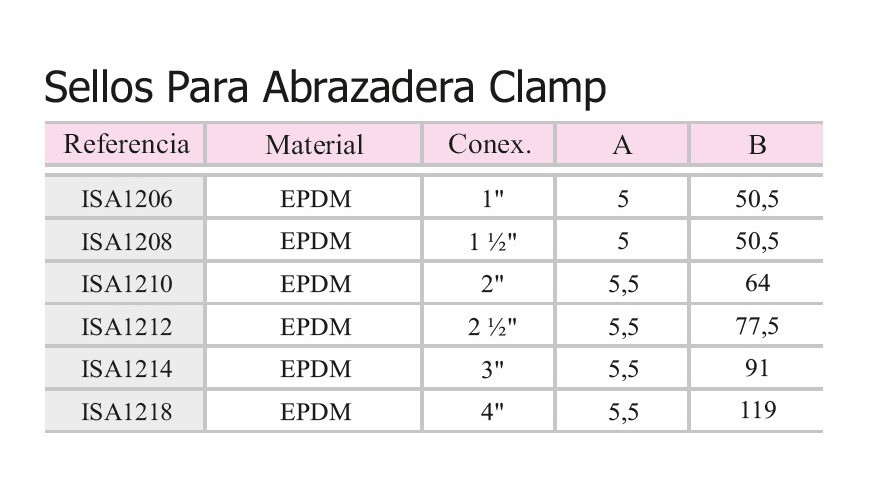 Sellos Para Abrazadera Clamp
Referencia Material Conex. A B
ISA1206 EPDM 1" 5 50,5
ISA1208 EPDM 1 ½" 5 50,5
ISA1210 EPDM 2" 5,5 64
ISA1212 EPDM 2 ½" 5,5 77,5
ISA1214 EPDM 3" 5,5 91
ISA1218 EPDM 4" 5,5 119